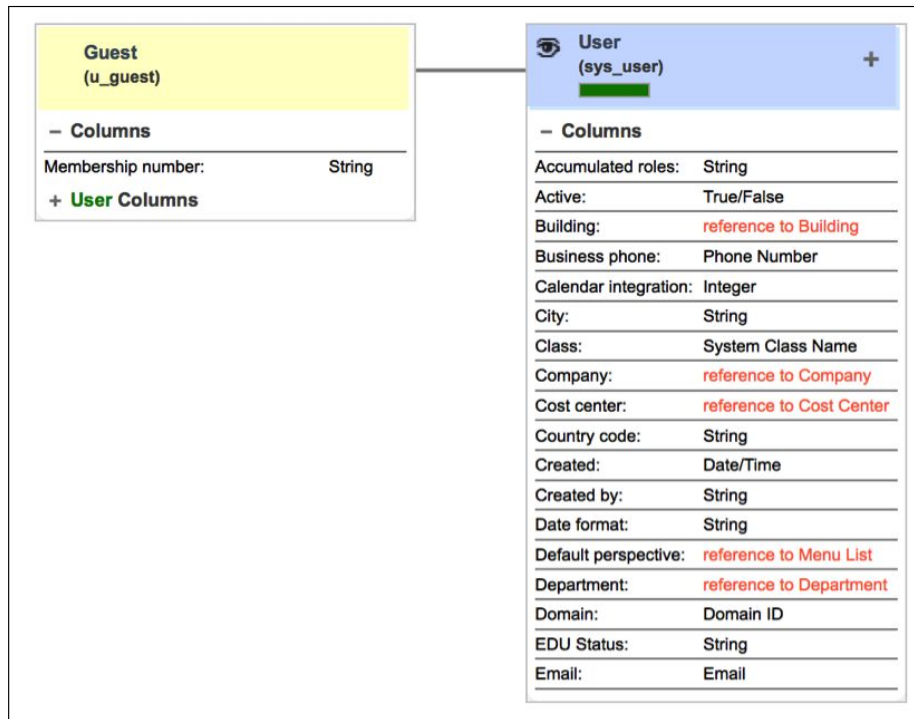 Guest
(u_guest)
− Columns
Membership number: String
+ User Columns
User
(sys_user)
+
− Columns
Accumulated roles: String
Active: True/False
Building: reference to Building
Business phone: Phone Number
Calendar integration: Integer
City: String
Class: System Class Name
Company: reference to Company
Cost center: reference to Cost Center
Country code: String
Created: Date/Time
Created by: String
Date format: String
Default perspective: reference to Menu List
Department: reference to Department
Domain: Domain ID
EDU Status: String
Email: Email